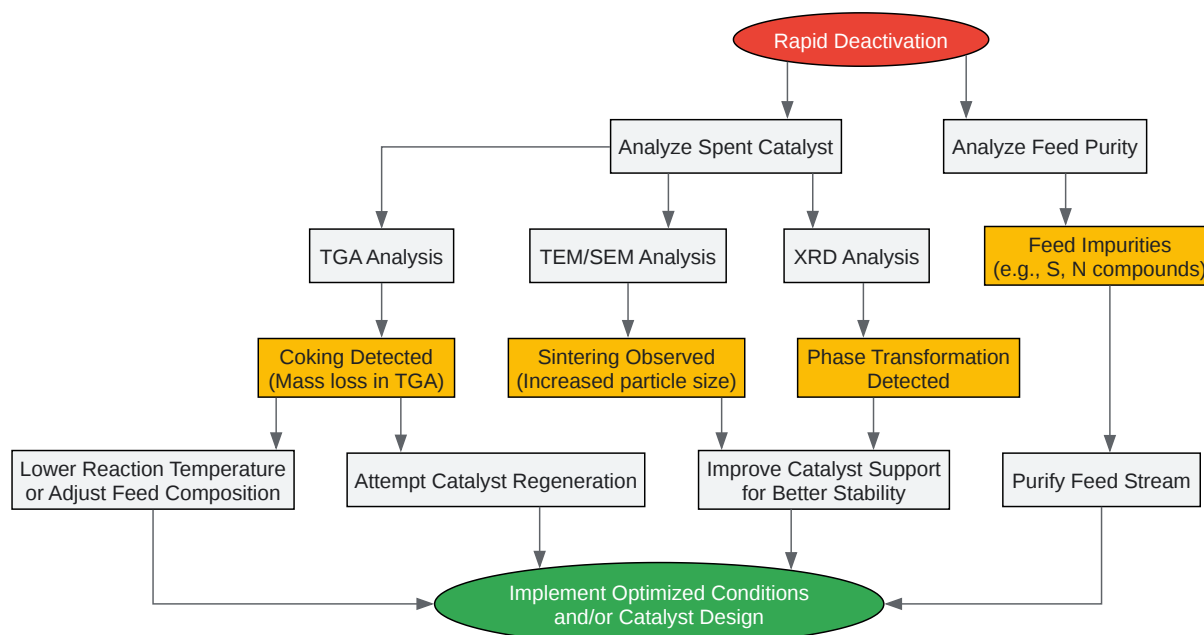 Rapid Deactivation
Analyze Spent Catalyst
Analyze Feed Purity
TGA Analysis
TEM/SEM Analysis
XRD Analysis
Feed Impurities
(e.g., S, N compounds)
Coking Detected
(Mass loss in TGA)
Sintering Observed
(Increased particle size)
Phase Transformation
Detected
Lower Reaction Temperature
or Adjust Feed Composition
Attempt Catalyst Regeneration
Improve Catalyst Support
for Better Stability
Purify Feed Stream
Implement Optimized Conditions
and/or Catalyst Design